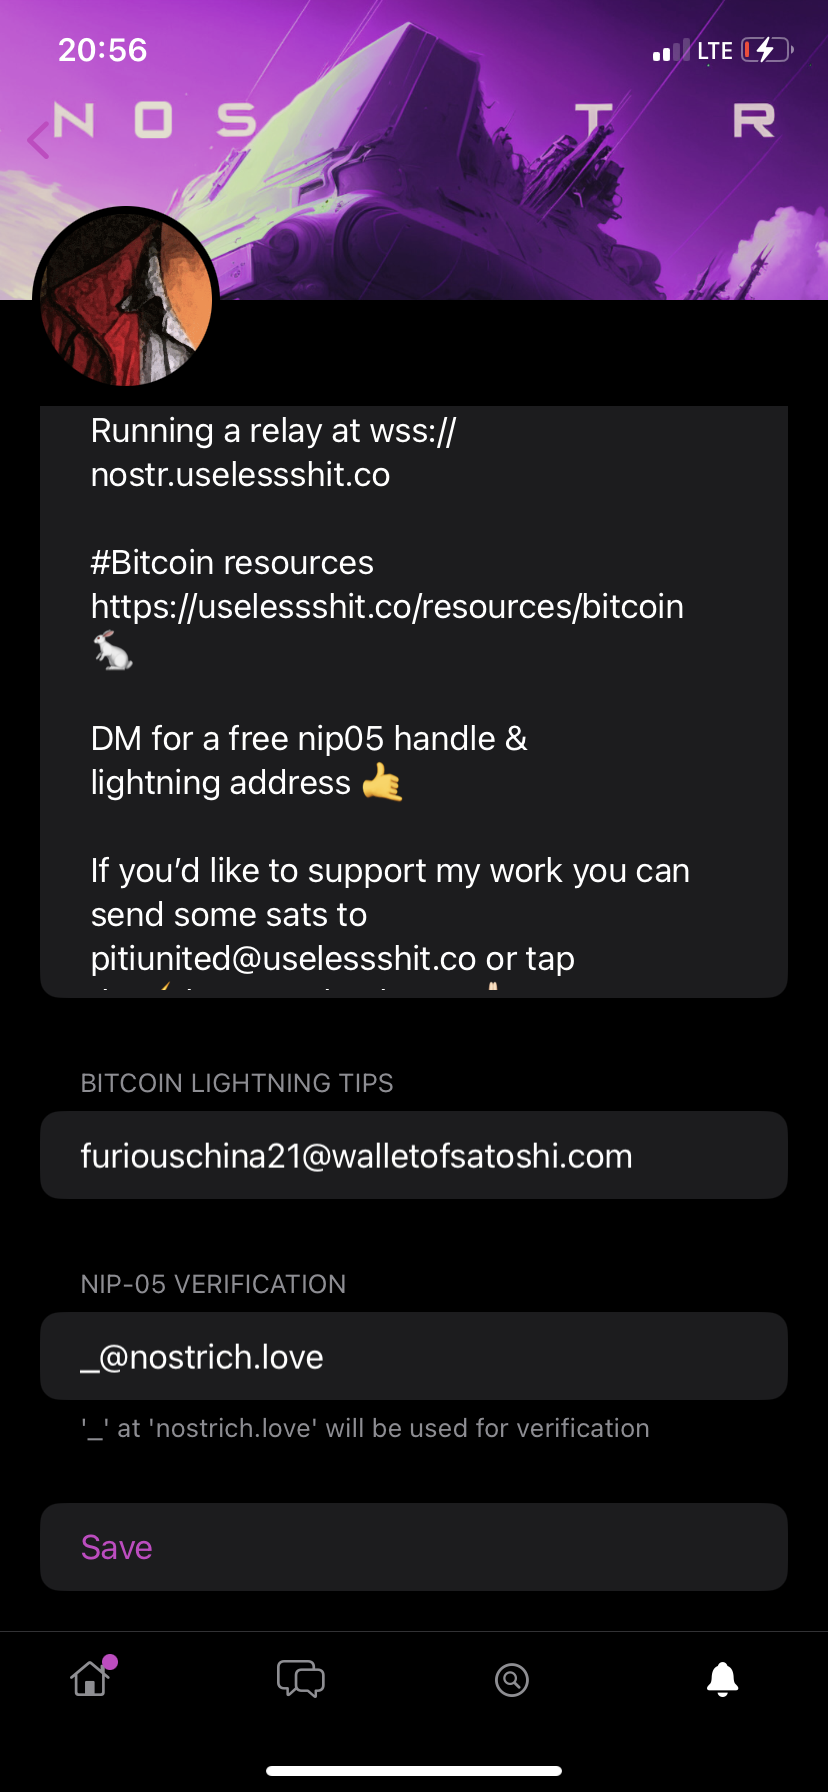 20:56
LTE
N O S T R
Running a relay at wss://
nostr.uselessshit.co
#Bitcoin resources
https://uselessshit.co/resources/bitcoin
🐇
DM for a free nip05 handle &
lightning address 🤙
If you’d like to support my work you can
send some sats to
pitiunited@uselessshit.co or tap
BITCOIN LIGHTNING TIPS
furiouschina21@walletofsatoshi.com
NIP-05 VERIFICATION
_@nostrich.love
'_' at 'nostrich.love' will be used for verification
Save